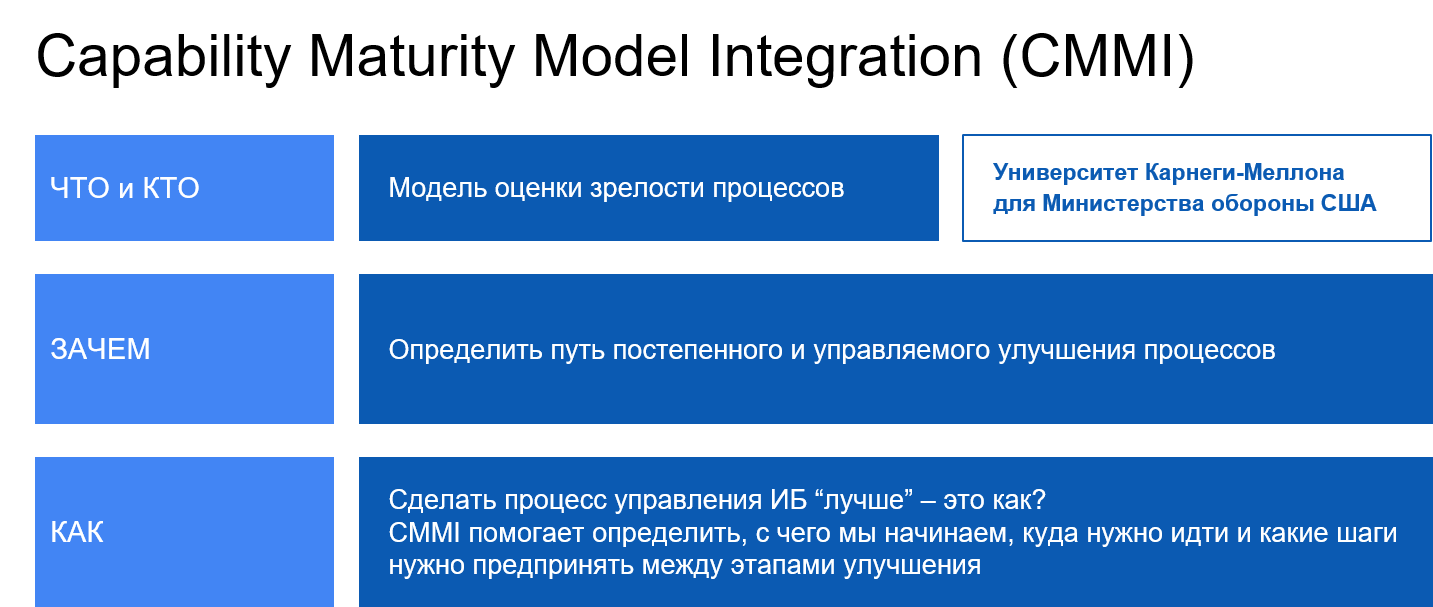 Capability Maturity Model Integration (CMMI)
ЧТО и КТО
Модель оценки зрелости процессов
Университет Карнеги-Меллона
для Министерства обороны США
ЗАЧЕМ
Определить путь постепенного и управляемого улучшения процессов
КАК
Сделать процесс управления ИБ “лучше” – это как?
CMMI помогает определить, с чего мы начинаем, куда нужно идти и какие шаги
нужно предпринять между этапами улучшения